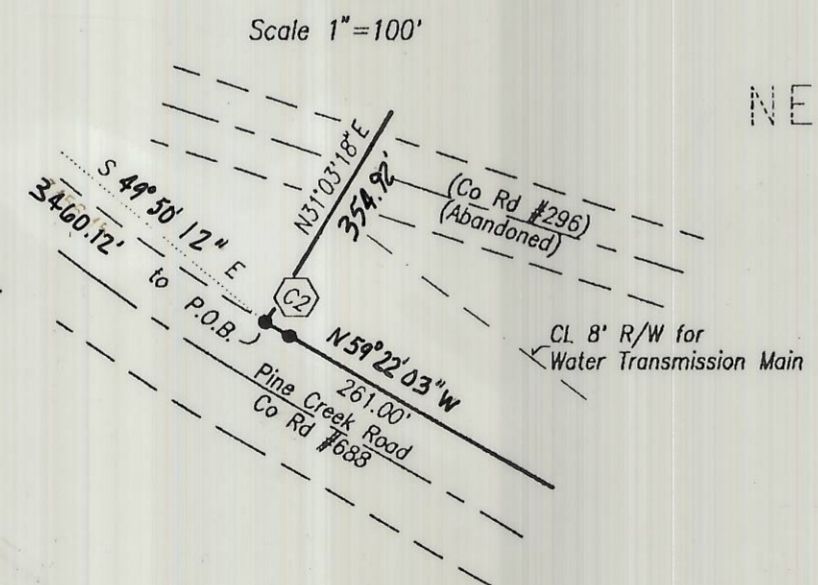 Scale 1"=100'
NE
N31°03'18"E
354.92'
(Co Rd #296)
(Abandoned)
S 49°50'12" E
3460.12'
to P.O.B.
C2
CL 8' R/W for
Water Transmission Main
N59°22'03"W
261.00'
Pine Creek Road
Co Rd #688